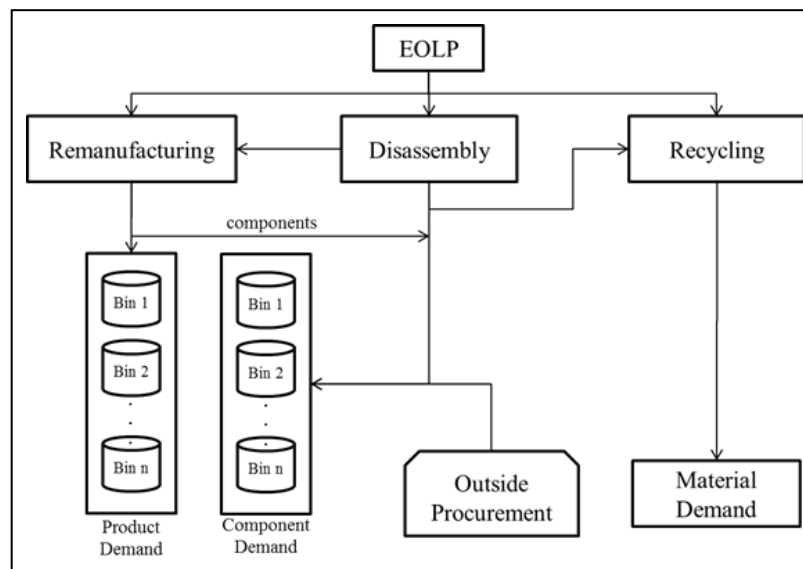 EOLP
Remanufacturing
Disassembly
Recycling
components
Bin 1
Bin 2
Bin n
Product
Demand
Bin 1
Bin 2
Bin n
Component
Demand
Outside
Procurement
Material
Demand